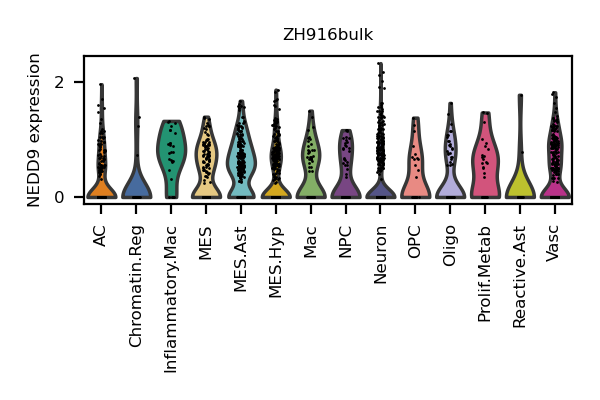 ZH916bulk
NEDD9 expression
2
0
AC
Chromatin.Reg
Inflammatory.Mac
MES
MES.Ast
MES.Hyp
Mac
NPC
Neuron
OPC
Oligo
Prolif.Metab
Reactive.Ast
Vasc